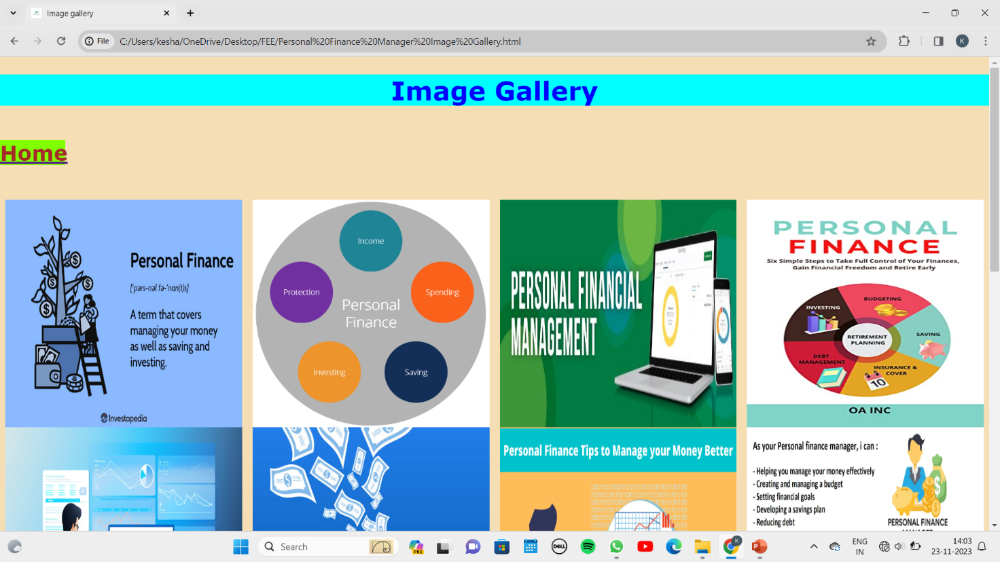 Image gallery
File
C:/Users/kesha/OneDrive/Desktop/FEE/Personal%20Finance%20Manager%20Image%20Gallery.html
K
Image Gallery
Home
Personal Finance
['pərs-nəl fə-'nan(t)s]
A term that covers
managing your money
as well as saving and
investing.
Investopedia
Income
Protection
Spending
Personal
Finance
Investing
Saving
PERSONAL FINANCIAL
MANAGEMENT
PERSONAL
FINANCE
Six Simple Steps to Take Full Control of Your Finances,
Gain Financial Freedom and Retire Early
BUDGETING
INVESTING
SAVING
RETIREMENT
PLANNING
DEBT
MANAGEMENT
INSURANCE &
COVER
10
OA INC
Personal Finance Tips to Manage your Money Better
As your Personal finance manager, i can :
- Helping you manage your money effectively
- Creating and managing a budget
- Setting financial goals
- Developing a savings plan
- Reducing debt
PERSONAL FINANCE
Search
PRE
DELL
K
ENG
IN
14:03
23-11-2023